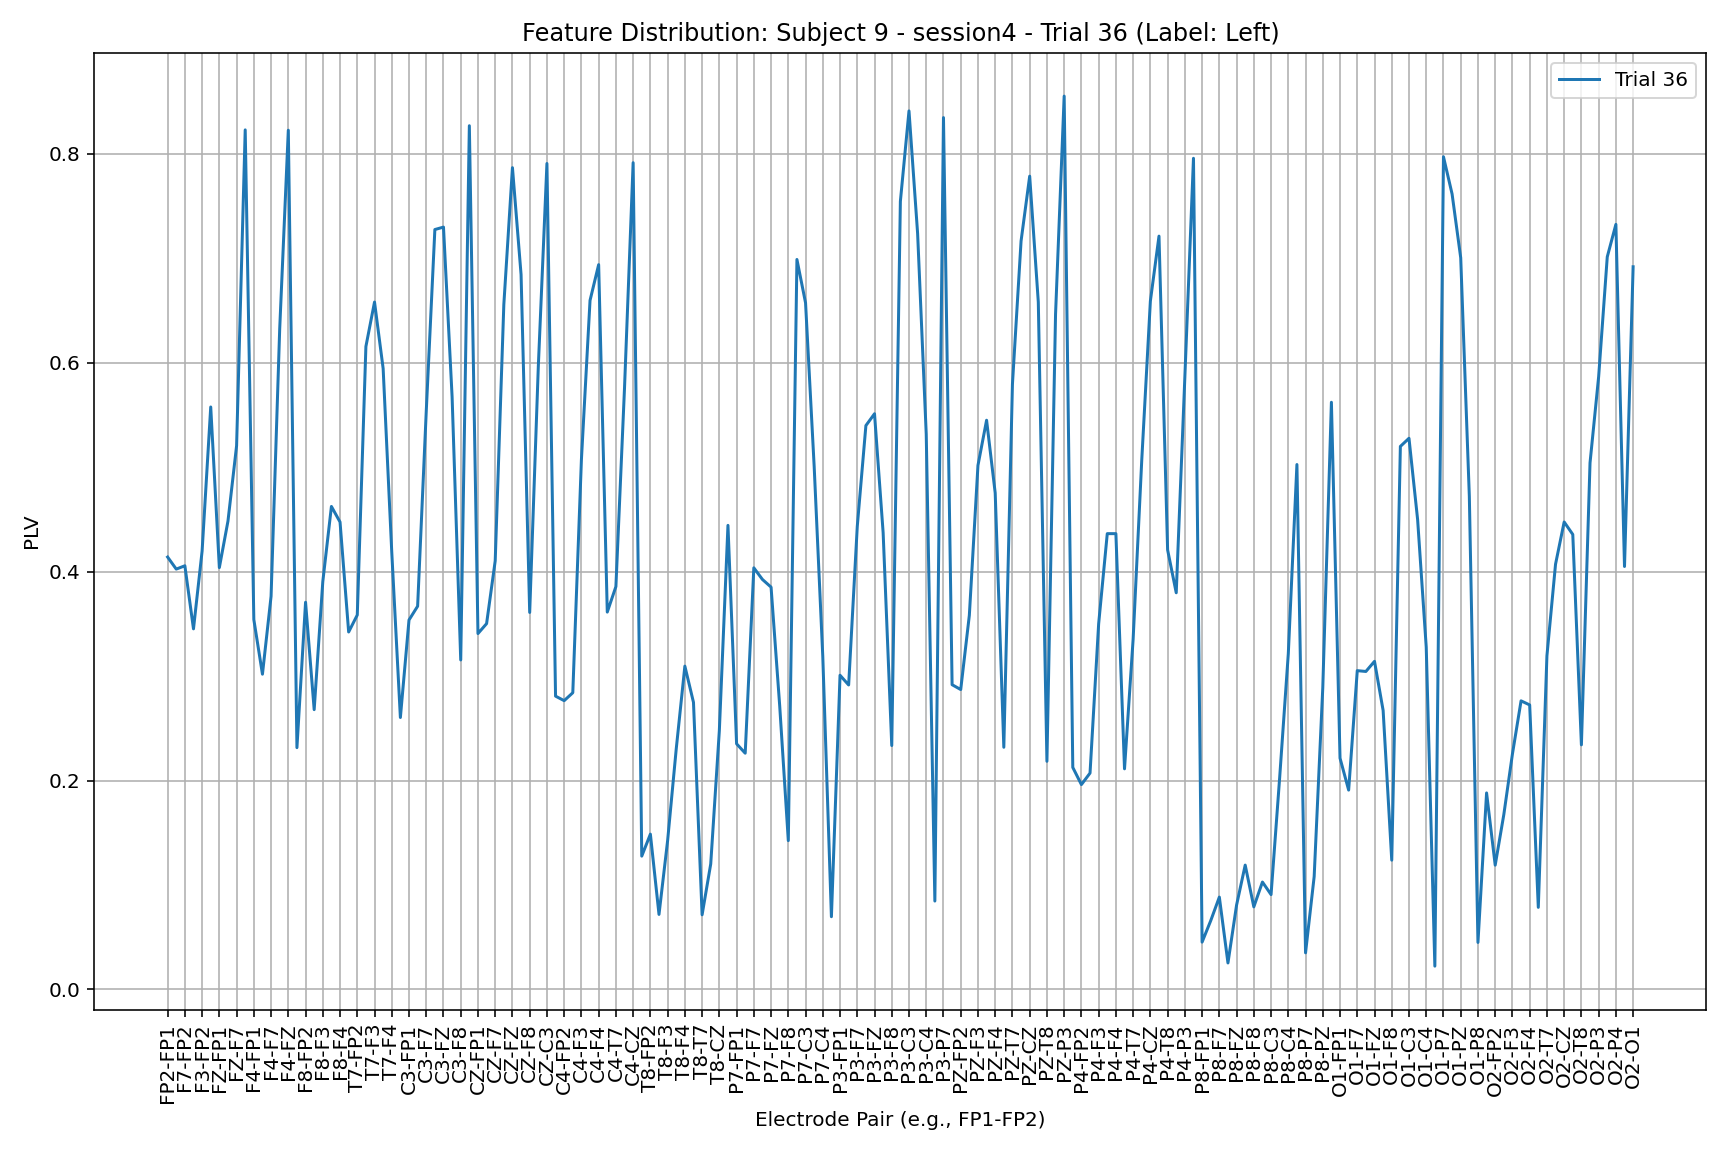 Feature Distribution: Subject 9 - session4 - Trial 36 (Label: Left)
Trial 36
PLV
0.8
0.6
0.4
0.2
0.0
FP2-FP1
F7-FP2
F3-FP2
FZ-FP1
FZ-F7
F4-FP1
F4-F7
F4-FZ
F8-FP2
F8-F3
F8-F4
T7-FP2
T7-F3
T7-F4
C3-FP1
C3-F7
C3-FZ
C3-F8
CZ-FP1
CZ-F7
CZ-FZ
CZ-F8
CZ-C3
C4-FP2
C4-F3
C4-F4
C4-T7
C4-CZ
T8-FP2
T8-F3
T8-F4
T8-T7
T8-CZ
P7-FP1
P7-F7
P7-FZ
P7-F8
P7-C3
P7-C4
P3-FP1
P3-F7
P3-FZ
P3-F8
P3-C3
P3-C4
P3-P7
PZ-FP2
PZ-F3
PZ-F4
PZ-T7
PZ-CZ
PZ-T8
PZ-P3
P4-FP2
P4-F3
P4-F4
P4-T7
P4-CZ
P4-T8
P4-P3
P8-FP1
P8-F7
P8-FZ
P8-F8
P8-C3
P8-C4
P8-P7
P8-PZ
O1-FP1
O1-F7
O1-FZ
O1-F8
O1-C3
O1-C4
O1-P7
O1-PZ
O1-P8
O2-FP2
O2-F3
O2-F4
O2-T7
O2-CZ
O2-T8
O2-P3
O2-P4
O2-O1
Electrode Pair (e.g., FP1-FP2)